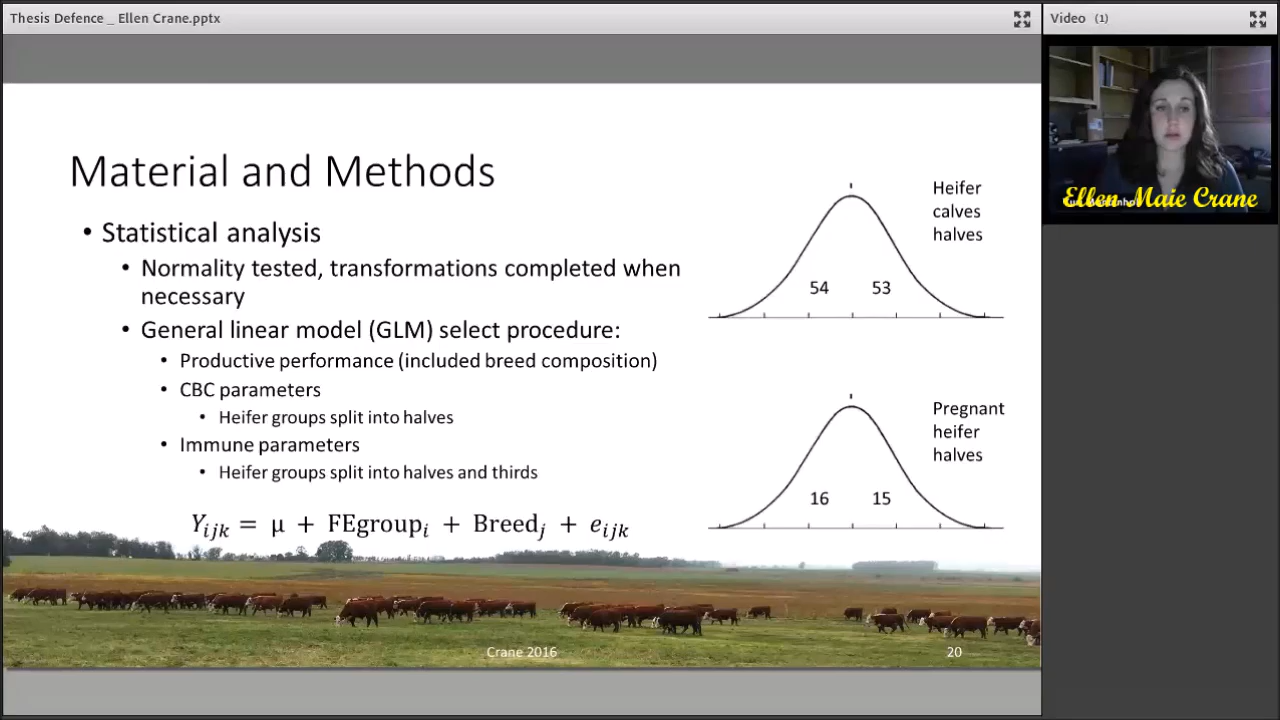 Thesis Defence _ Ellen Crane.pptx
Video (1)
Ellen Maie Crane
Material and Methods
• Statistical analysis
• Normality tested, transformations completed when
necessary
• General linear model (GLM) select procedure:
• Productive performance (included breed composition)
• CBC parameters
• Heifer groups split into halves
• Immune parameters
• Heifer groups split into halves and thirds
Yijk = μ + FEgroupi + Breedj + eijk
Heifer
calves
halves
54 53
Pregnant
heifer
halves
16 15
Crane 2016
20